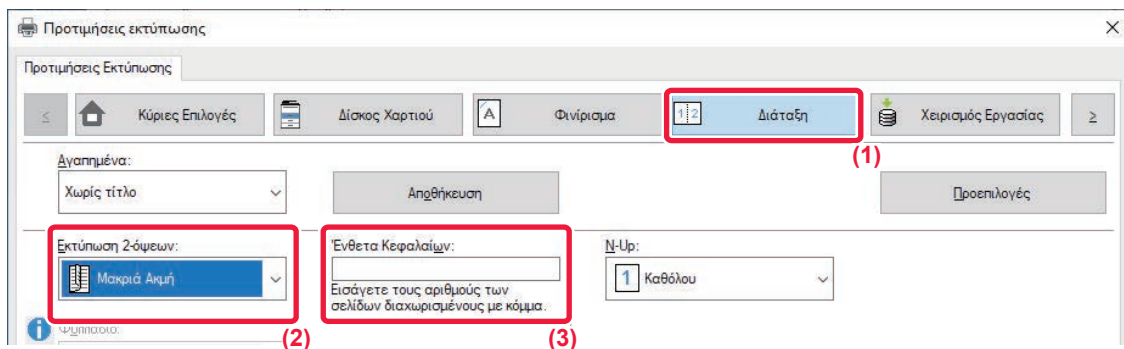 Προτιμήσεις εκτύπωσης
Προτιμήσεις Εκτύπωσης
< Κύριες Επιλογές Δίσκος Χαρτιού A Φινίρισμα 1 2 Διάταξη Χειρισμός Εργασίας >
(1)
Αγαπημένα:
Χωρίς τίτλο Αποθήκευση Προεπιλογές
Εκτύπωση 2-όψεων: Ένθετα Κεφαλαίων: N-Up:
Μακριά Ακμή 1 Καθόλου
Εισάγετε τους αριθμούς των
σελίδων διαχωρισμένους με κόμμα.
(2) (3)